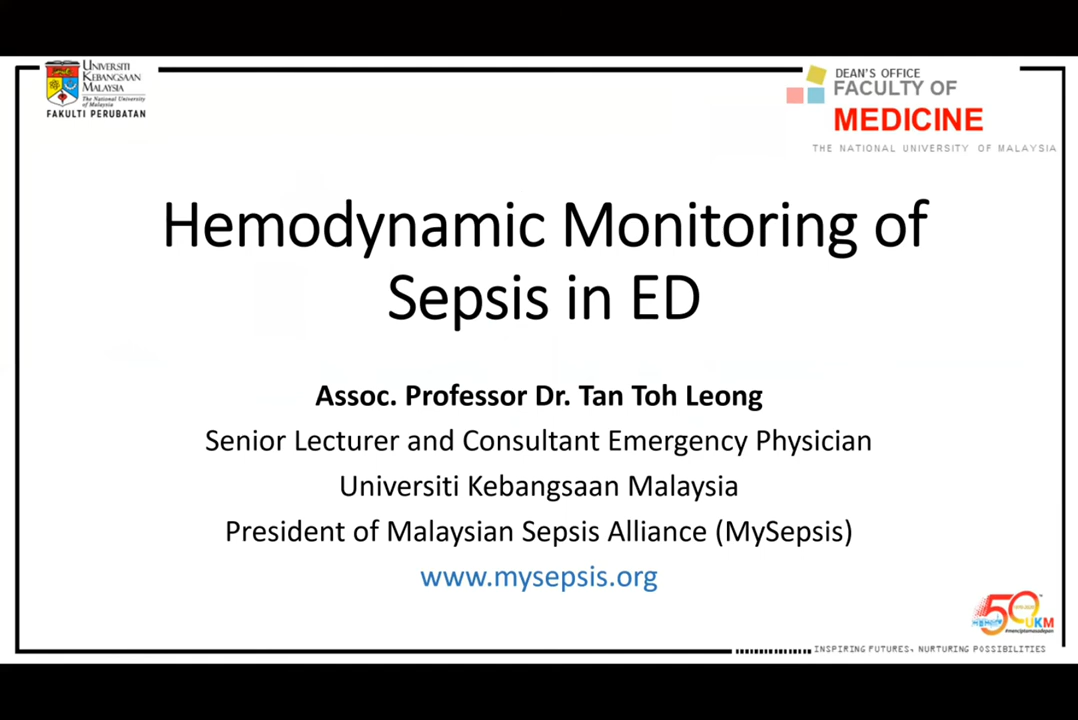 UNIVERSITI
KEBANGSAAN
MALAYSIA
The National University
of Malaysia
FAKULTI PERUBATAN
DEAN'S OFFICE
FACULTY OF
MEDICINE
THE NATIONAL UNIVERSITY OF MALAYSIA
Hemodynamic Monitoring of
Sepsis in ED
Assoc. Professor Dr. Tan Toh Leong
Senior Lecturer and Consultant Emergency Physician
Universiti Kebangsaan Malaysia
President of Malaysian Sepsis Alliance (MySepsis)
www.mysepsis.org
50
UKM
INSPIRING FUTURES, NURTURING POSSIBILITIES